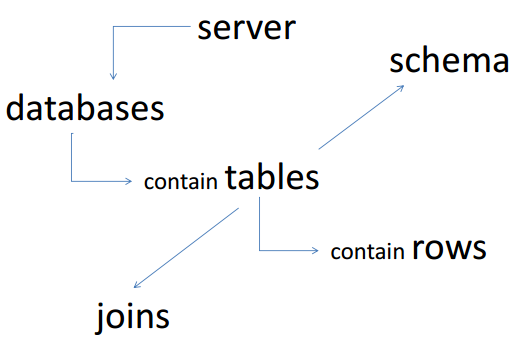 server
schema
databases
contain tables
contain rows
joins